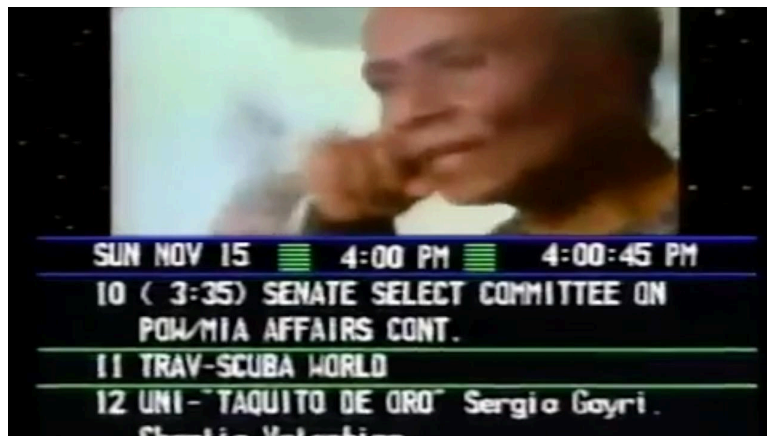 SUN NOV 15 4:00 PM 4:00:45 PM
10 ( 3:35) SENATE SELECT COMMITTEE ON
POW/MIA AFFAIRS CONT.
11 TRAV-SCUBA WORLD
12 UNI-"TAQUITO DE ORO" Sergio Goyri.